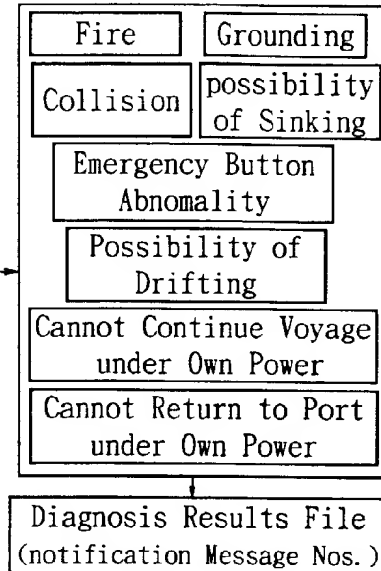 Fire
Grounding
Collision
possibility
of Sinking
Emergency Button
Abnomality
Possibility of
Drifting
Cannot Continue Voyage
under Own Power
Cannot Return to Port
under Own Power
Diagnosis Results File
(notification Message Nos.)